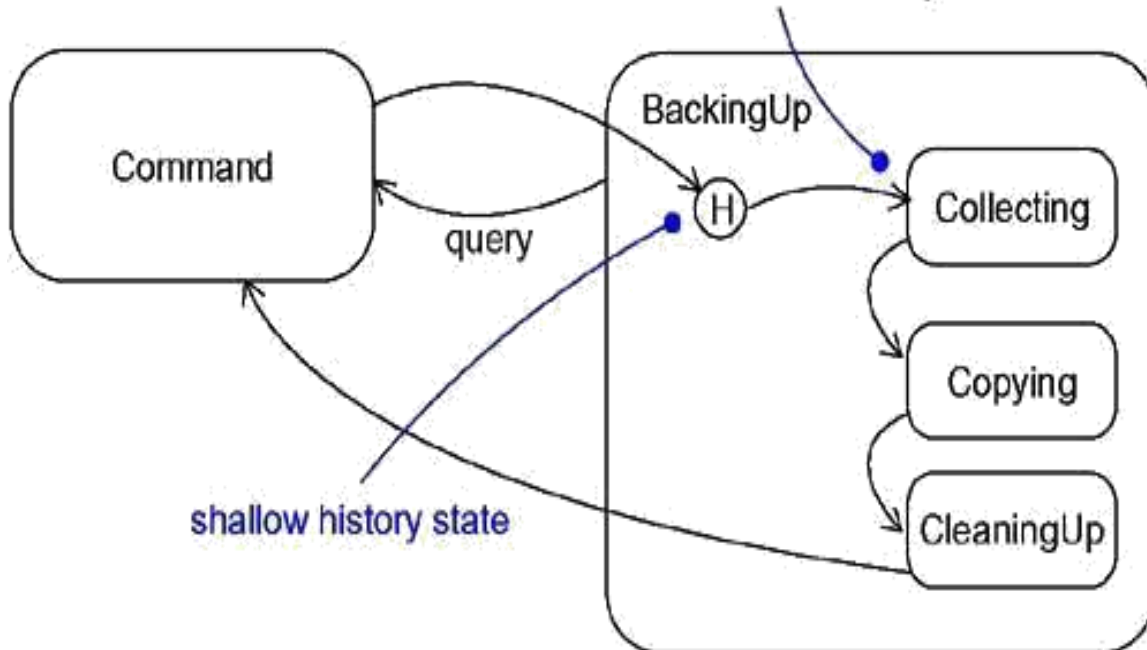 BackingUp
Command
H
Collecting
query
Copying
shallow history state
CleaningUp